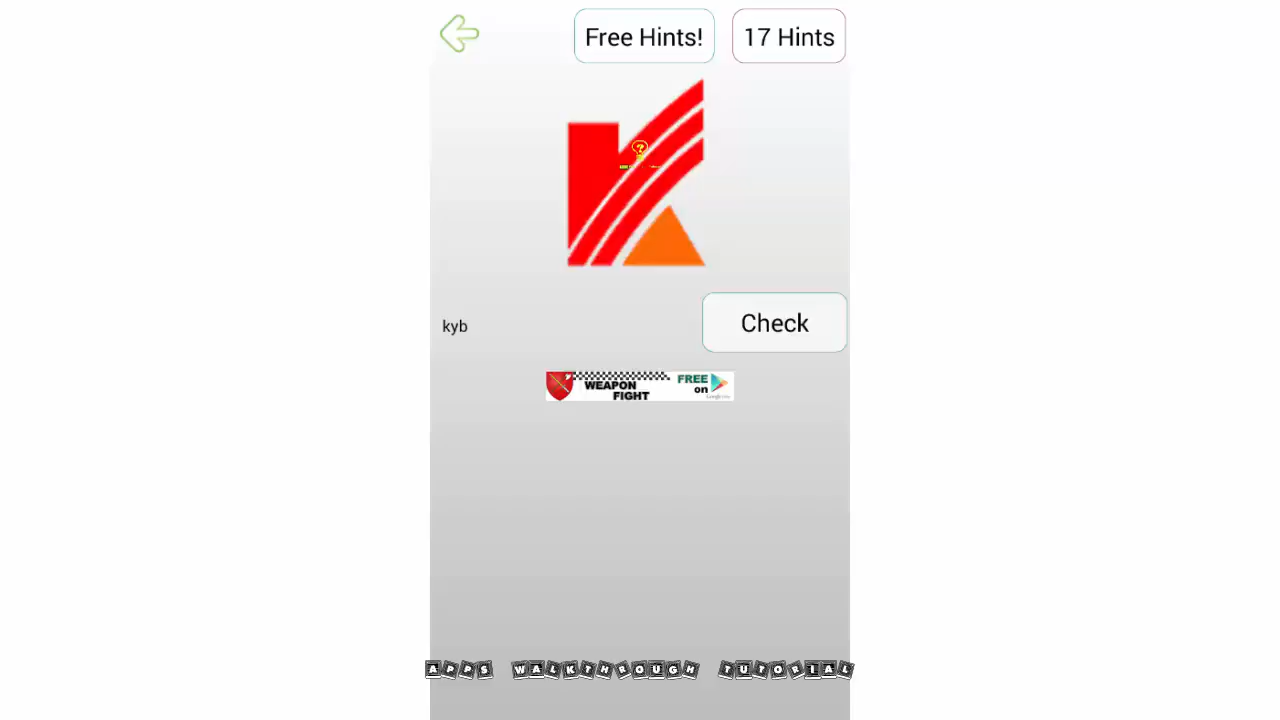 Free Hints! 17 Hints
?
kyb
Check
WEAPON
FIGHT
FREE
on
APPS WALKTHROUGH TUTORIAL